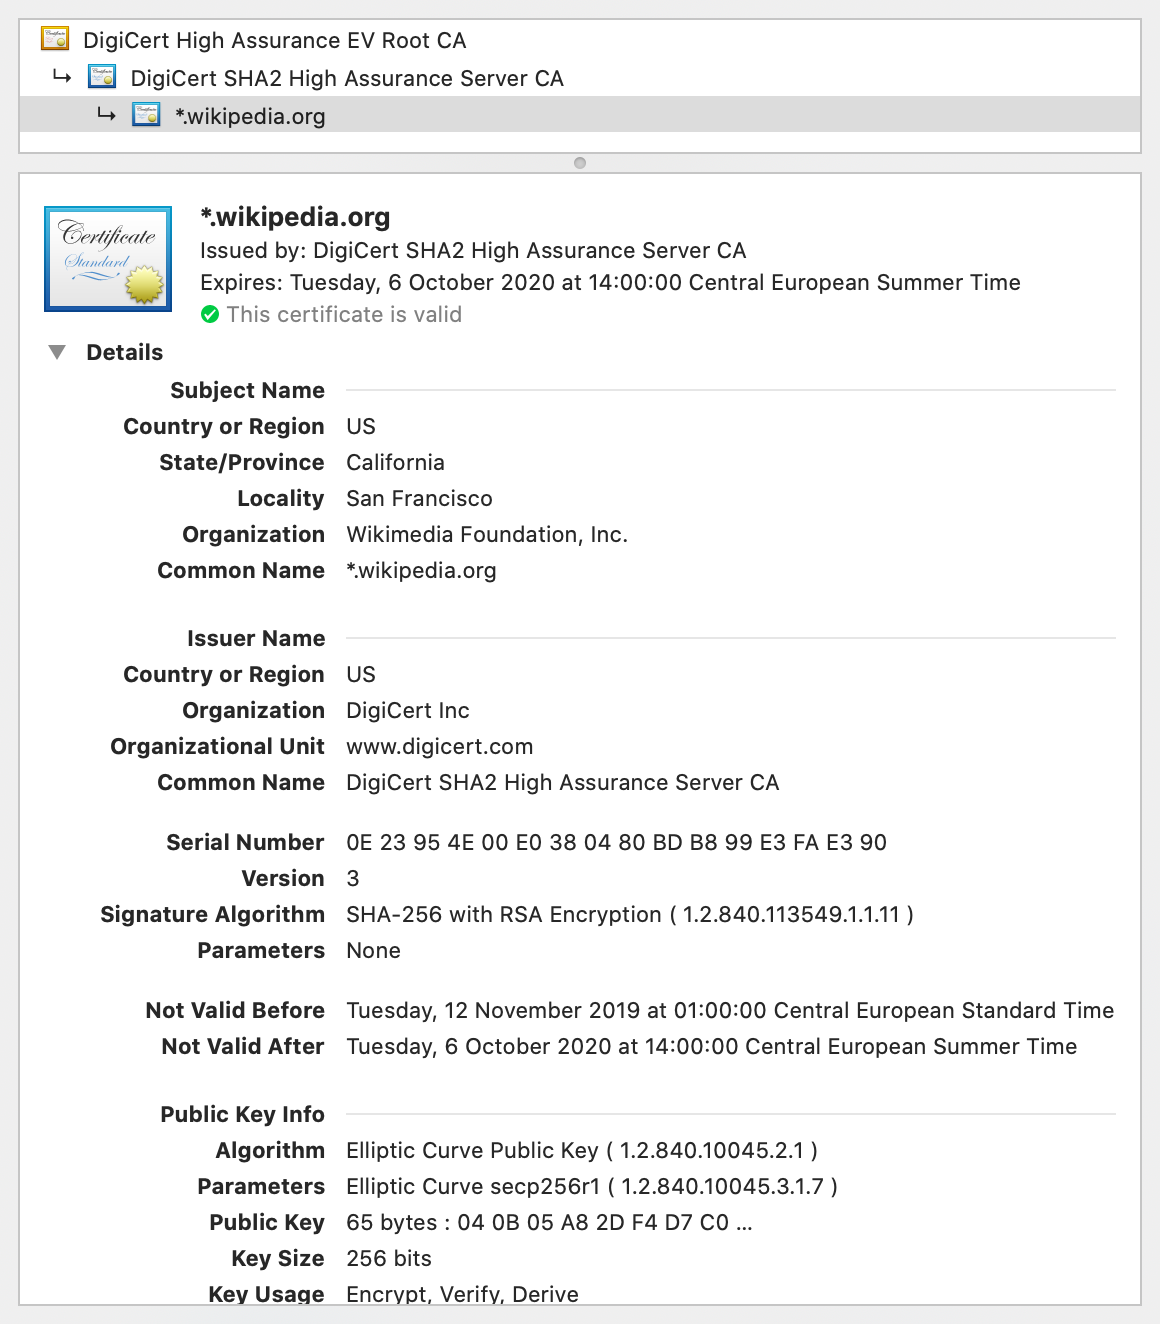 DigiCert High Assurance EV Root CA
DigiCert SHA2 High Assurance Server CA
*.wikipedia.org
Certificate
Standard
*.wikipedia.org
Issued by: DigiCert SHA2 High Assurance Server CA
Expires: Tuesday, 6 October 2020 at 14:00:00 Central European Summer Time
This certificate is valid
Details
Subject Name
Country or Region US
State/Province California
Locality San Francisco
Organization Wikimedia Foundation, Inc.
Common Name *.wikipedia.org
Issuer Name
Country or Region US
Organization DigiCert Inc
Organizational Unit www.digicert.com
Common Name DigiCert SHA2 High Assurance Server CA
Serial Number 0E 23 95 4E 00 E0 38 04 80 BD B8 99 E3 FA E3 90
Version 3
Signature Algorithm SHA-256 with RSA Encryption ( 1.2.840.113549.1.1.11 )
Parameters None
Not Valid Before Tuesday, 12 November 2019 at 01:00:00 Central European Standard Time
Not Valid After Tuesday, 6 October 2020 at 14:00:00 Central European Summer Time
Public Key Info
Algorithm Elliptic Curve Public Key ( 1.2.840.10045.2.1 )
Parameters Elliptic Curve secp256r1 ( 1.2.840.10045.3.1.7 )
Public Key 65 bytes : 04 0B 05 A8 2D F4 D7 C0 ...
Key Size 256 bits
Key Usage Encrypt, Verify, Derive